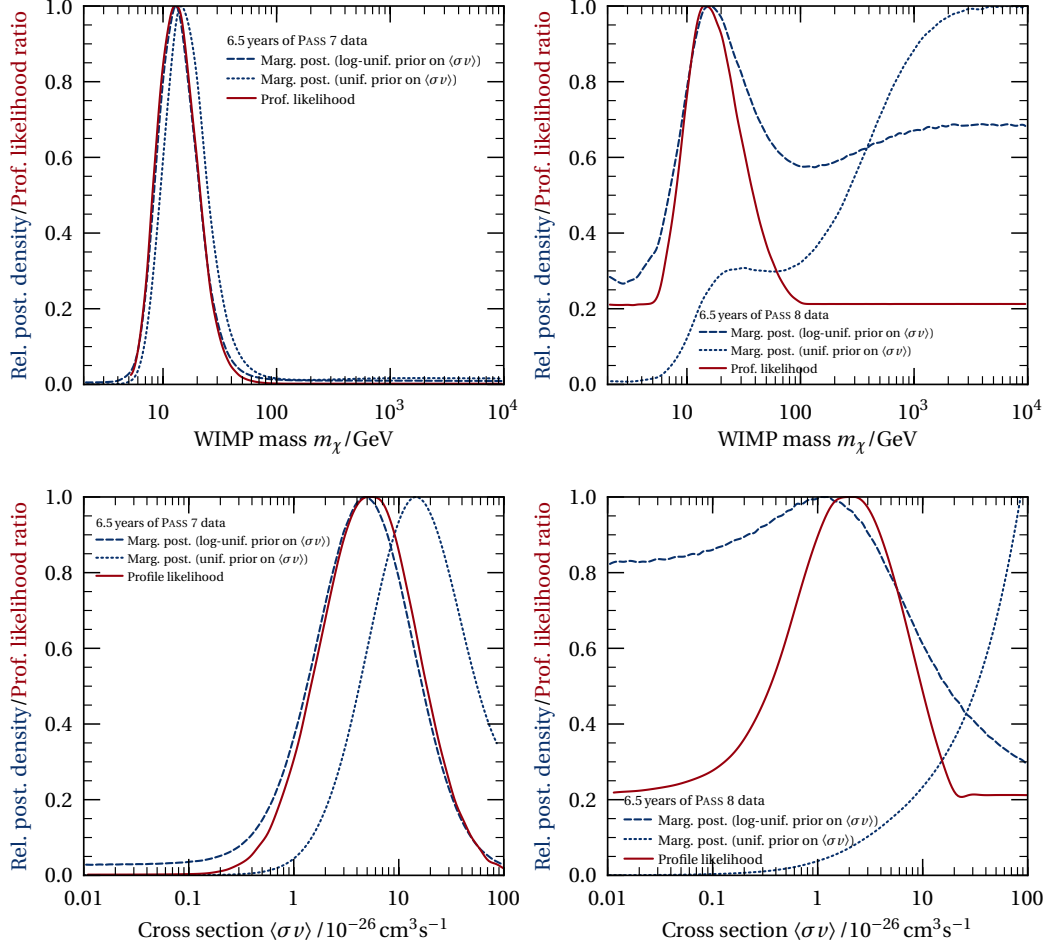 Rel. post. density/Prof. likelihood ratio
1.0
0.8
0.6
0.4
0.2
0.0
6.5 years of PASS 7 data
Marg. post. (log-unif. prior on ⟨σv⟩)
Marg. post. (unif. prior on ⟨σv⟩)
Prof. likelihood
10 100 10³ 10⁴
WIMP mass mχ/GeV
Rel. post. density/Prof. likelihood ratio
1.0
0.8
0.6
0.4
0.2
0.0
6.5 years of PASS 8 data
Marg. post. (log-unif. prior on ⟨σv⟩)
Marg. post. (unif. prior on ⟨σv⟩)
Prof. likelihood
10 100 10³ 10⁴
WIMP mass mχ/GeV
Rel. post. density/Prof. likelihood ratio
1.0
0.8
0.6
0.4
0.2
0.0
6.5 years of PASS 7 data
Marg. post. (log-unif. prior on ⟨σv⟩)
Marg. post. (unif. prior on ⟨σv⟩)
Profile likelihood
0.01 0.1 1 10 100
Cross section ⟨σv⟩ /10⁻²⁶ cm³s⁻¹
Rel. post. density/Prof. likelihood ratio
1.0
0.8
0.6
0.4
0.2
0.0
6.5 years of PASS 8 data
Marg. post. (log-unif. prior on ⟨σv⟩)
Marg. post. (unif. prior on ⟨σv⟩)
Profile likelihood
0.01 0.1 1 10 100
Cross section ⟨σv⟩ /10⁻²⁶ cm³s⁻¹